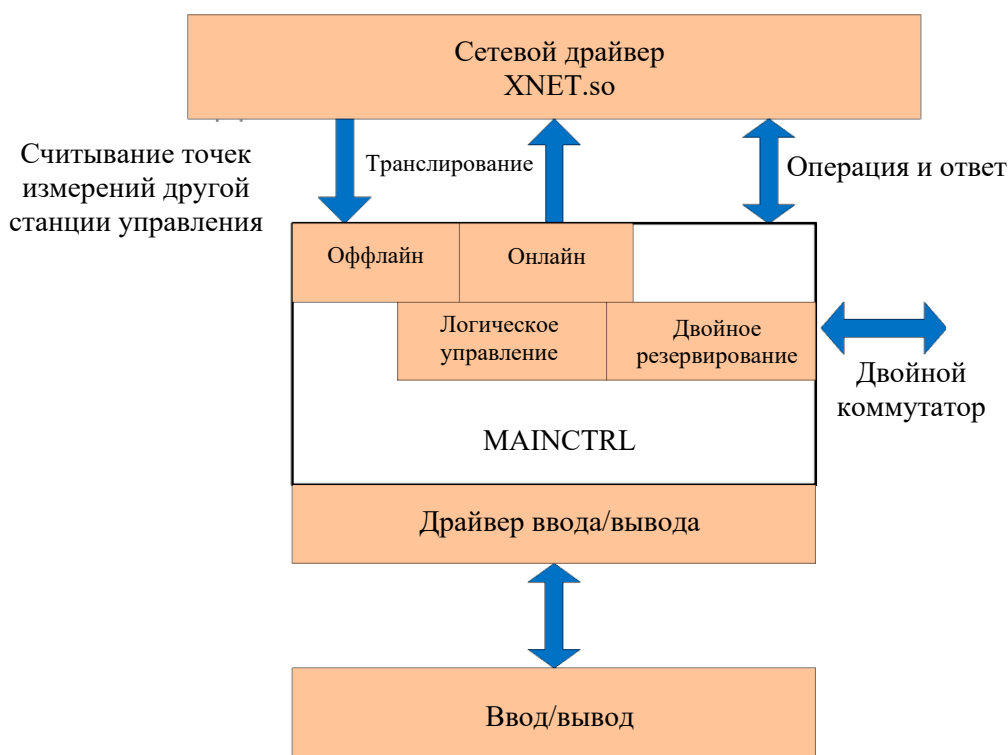 Сетевой драйвер
XNET.so
Считывание точек
измерений другой
станции управления
Транслирование
Операция и ответ
Оффлайн
Онлайн
Логическое
управление
Двойное
резервирование
Двойной
коммутатор
MAINCTRL
Драйвер ввода/вывода
Ввод/вывод